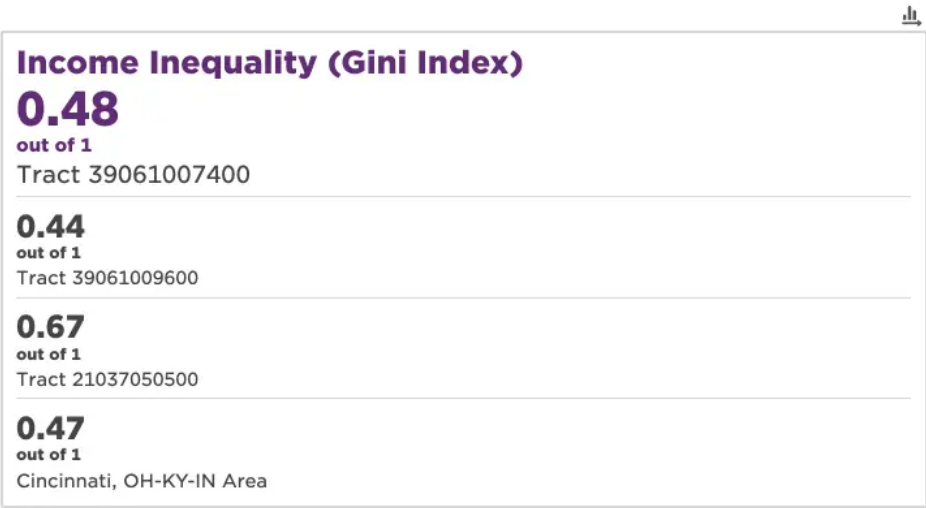 Income Inequality (Gini Index)
0.48
out of 1
Tract 39061007400
0.44
out of 1
Tract 39061009600
0.67
out of 1
Tract 21037050500
0.47
out of 1
Cincinnati, OH-KY-IN Area